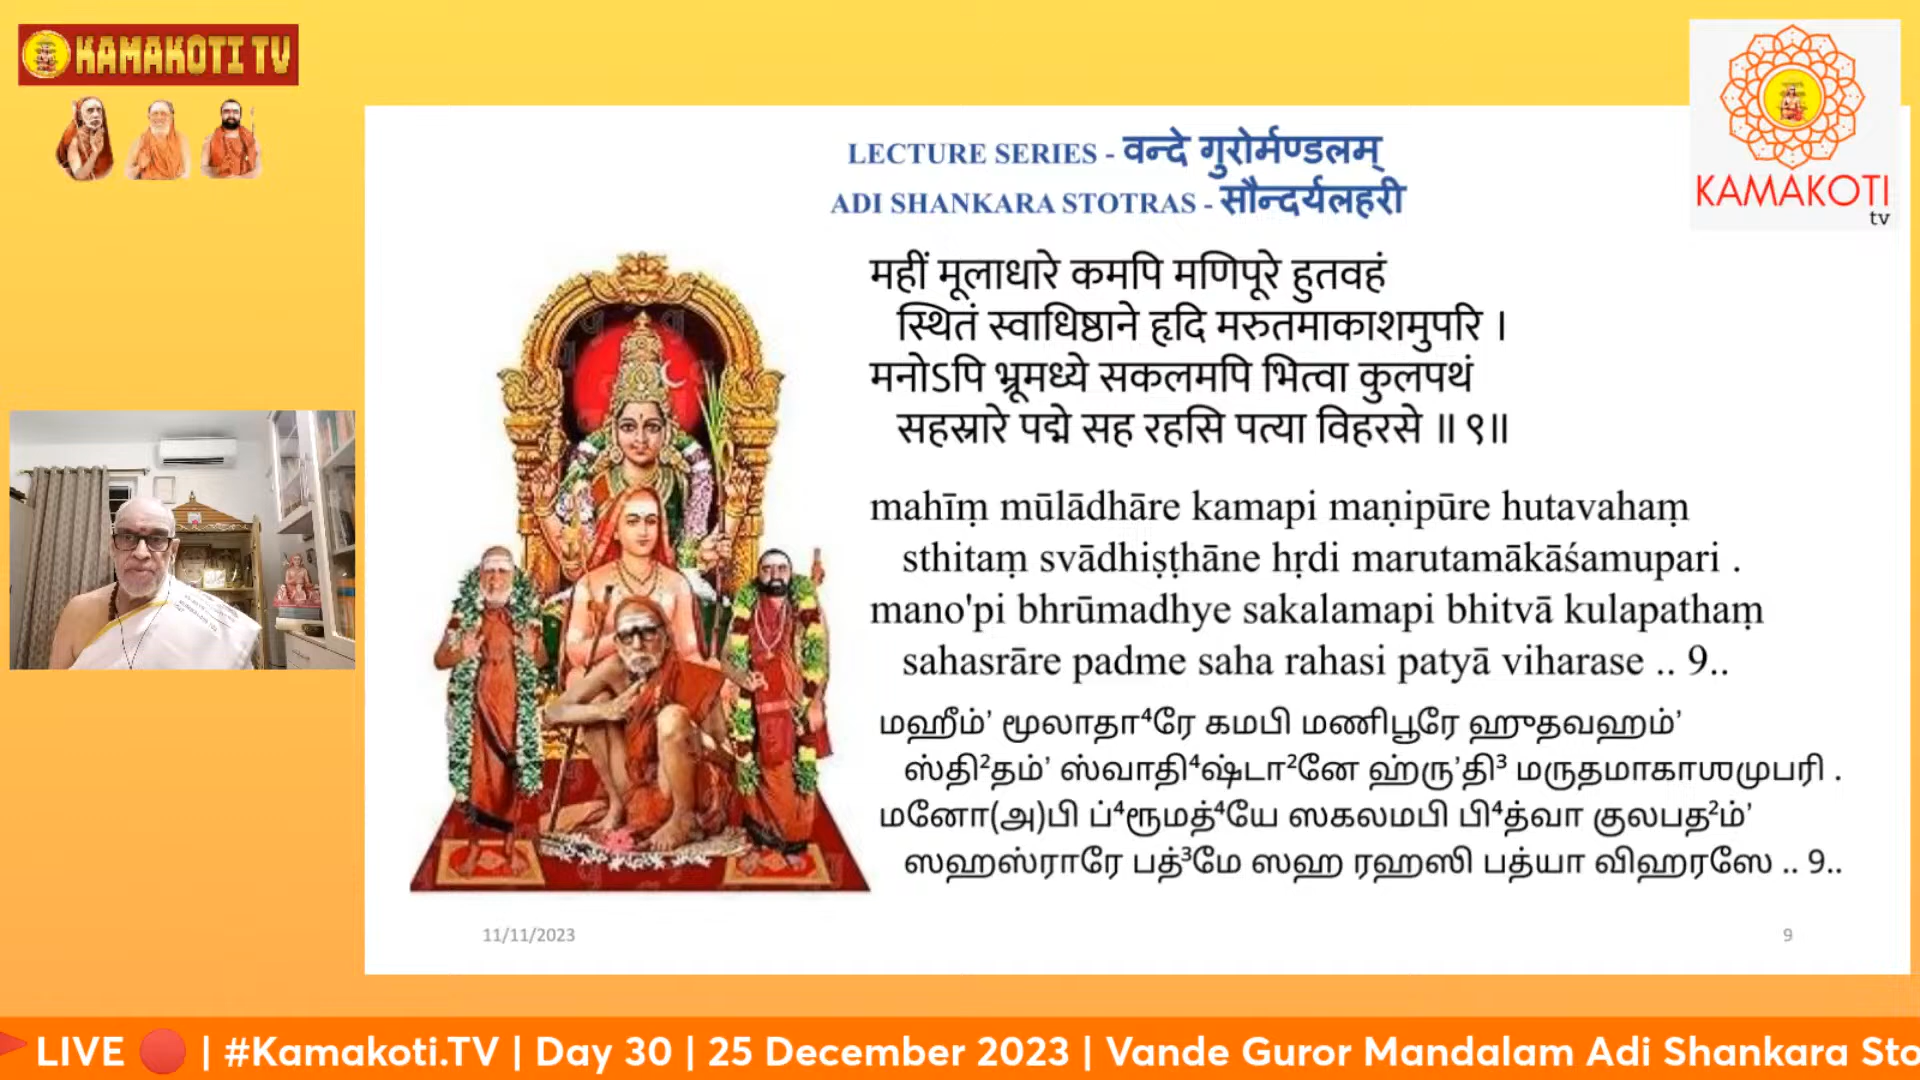 KAMAKOTI TV
KAMAKOTI
tv
LECTURE SERIES - वन्दे गुरोर्मण्डलम्
ADI SHANKARA STOTRAS - सौन्दर्यलहरी
महीं मूलाधारे कमपि मणिपूरे हुतवहं
स्थितं स्वाधिष्ठाने हृदि मरुतमाकाशमुपरि ।
मनोऽपि भ्रूमध्ये सकलमपि भित्वा कुलपथं
सहस्रारे पद्मे सह रहसि पत्या विहरसे ॥ ९॥
mahīṃ mūlādhāre kamapi maṇipūre hutavahaṃ
sthitaṃ svādhiṣṭhāne hṛdi marutamākāśamupari .
mano'pi bhrūmadhye sakalamapi bhitvā kulapathaṃ
sahasrāre padme saha rahasi patyā viharase .. 9..
மஹீம்ʼ மூலாதா⁴ரே கமபி மணிபூரே ஹுதவஹம்ʼ
ஸ்தி²தம்ʼ ஸ்வாதி⁴ஷ்டா²னே ஹ்ருʼதி³ மருதமாகாஶமுபரி .
மனோ(அ)பி ப்⁴ரூமத்⁴யே ஸகலமபி பி⁴த்வா குலபத²ம்ʼ
ஸஹஸ்ராரே பத்³மே ஸஹ ரஹஸி பத்யா விஹரஸே .. 9..
11/11/2023
9
LIVE 🔴 | #Kamakoti.TV | Day 30 | 25 December 2023 | Vande Guror Mandalam Adi Shankara Sto